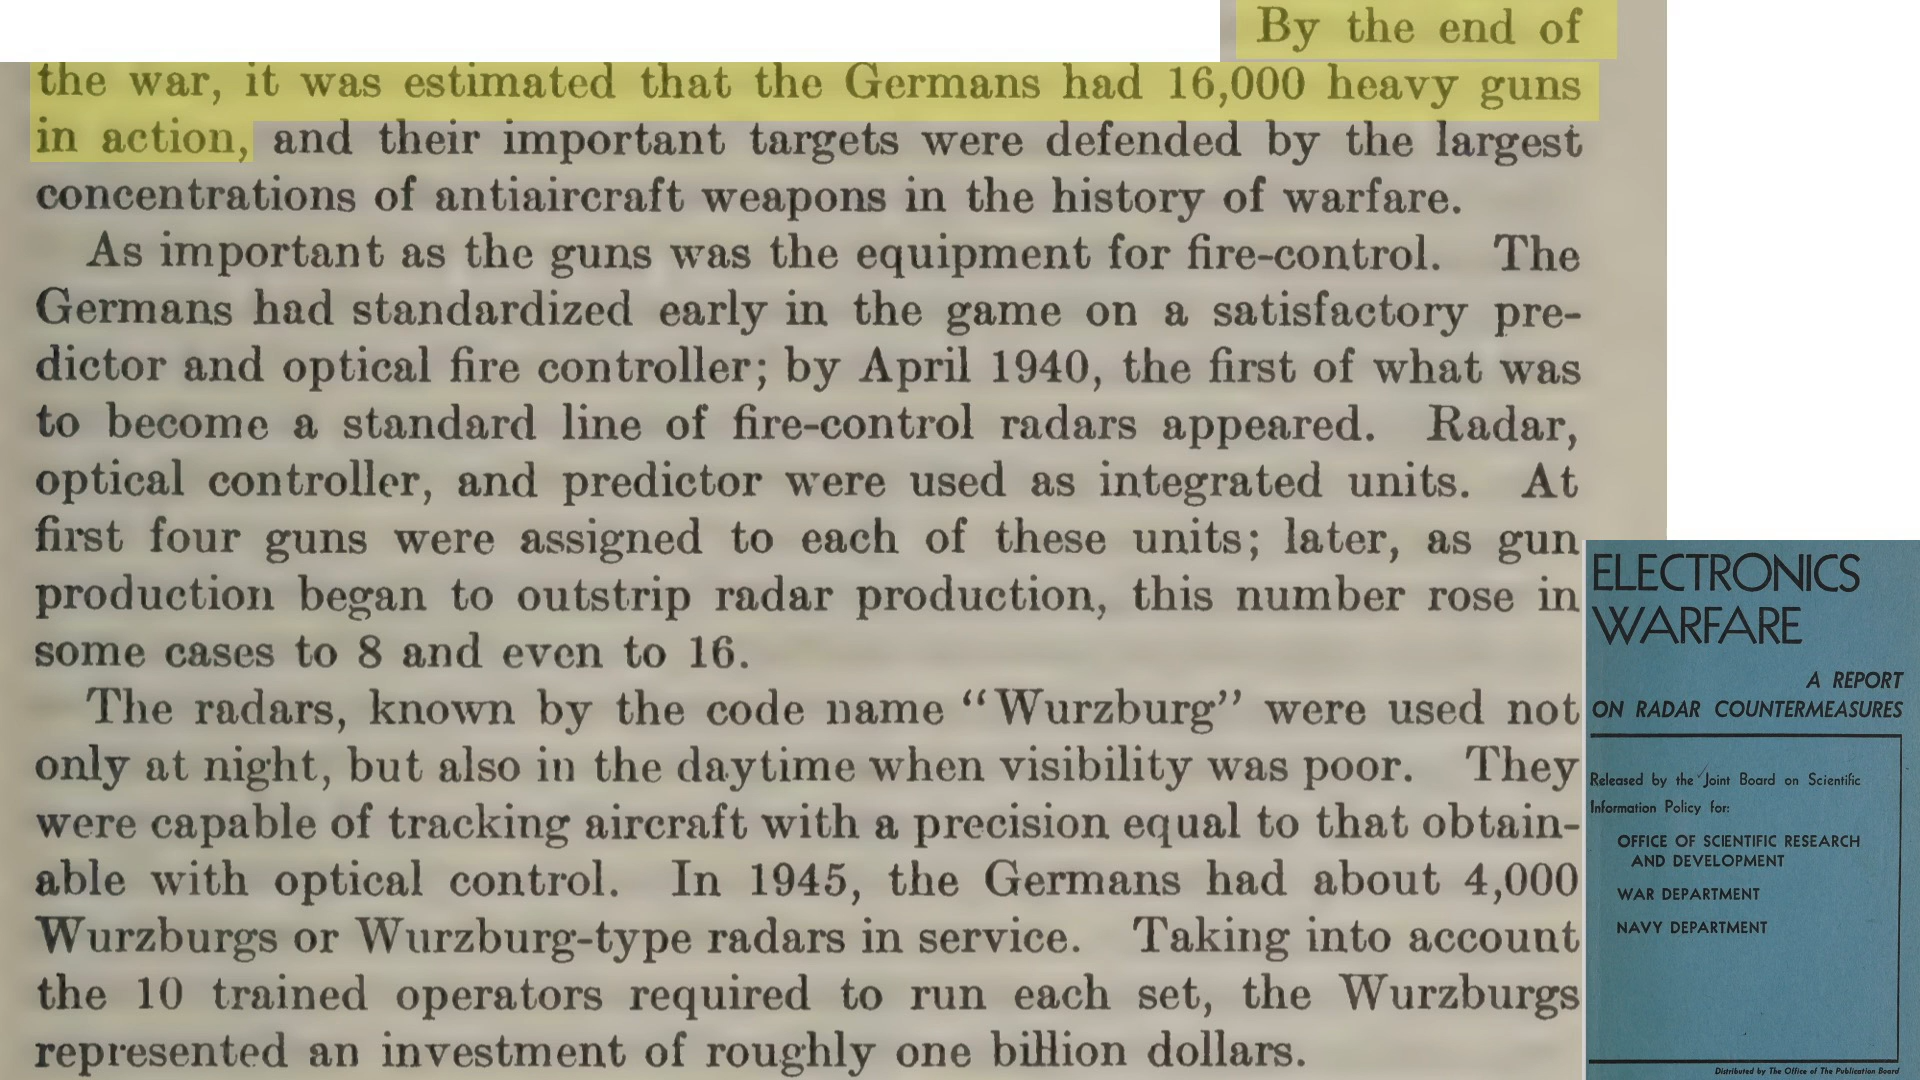 By the end of
the war, it was estimated that the Germans had 16,000 heavy guns
in action, and their important targets were defended by the largest
concentrations of antiaircraft weapons in the history of warfare.
As important as the guns was the equipment for fire-control. The
Germans had standardized early in the game on a satisfactory pre-
dictor and optical fire controller; by April 1940, the first of what was
to become a standard line of fire-control radars appeared. Radar,
optical controller, and predictor were used as integrated units. At
first four guns were assigned to each of these units; later, as gun
production began to outstrip radar production, this number rose in
some cases to 8 and even to 16.
The radars, known by the code name "Wurzburg" were used not
only at night, but also in the daytime when visibility was poor. They
were capable of tracking aircraft with a precision equal to that obtain-
able with optical control. In 1945, the Germans had about 4,000
Wurzburgs or Wurzburg-type radars in service. Taking into account
the 10 trained operators required to run each set, the Wurzburgs
represented an investment of roughly one billion dollars.
ELECTRONICS
WARFARE
A REPORT
ON RADAR COUNTERMEASURES
Released by the Joint Board on Scientific
Information Policy for:
OFFICE OF SCIENTIFIC RESEARCH
AND DEVELOPMENT
WAR DEPARTMENT
NAVY DEPARTMENT
Distributed by The Office of The Publication Board